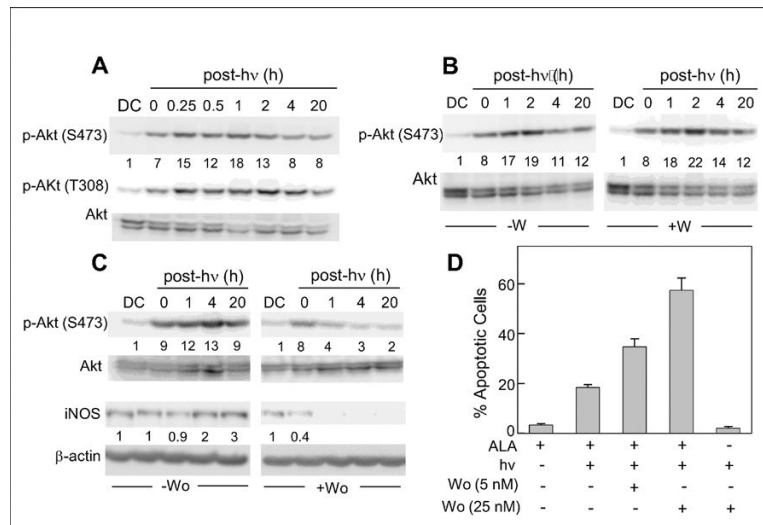 A
post-hν (h)
DC 0 0.25 0.5 1 2 4 20
p-Akt (S473)
1 7 15 12 18 13 8 8
p-AKt (T308)
Akt
B
post-hν□(h)
DC 0 1 2 4 20 DC 0 1 2 4 20
post-hν (h)
p-Akt (S473)
1 8 17 19 11 12 1 8 18 22 14 12
Akt
-W +W
C
post-hν (h) post-hν (h)
DC 0 1 4 20 DC 0 1 4 20
p-Akt (S473)
1 9 12 13 9 1 8 4 3 2
Akt
iNOS
1 1 0.9 2 3 1 0.4
β-actin
-Wo +Wo
D
% Apoptotic Cells
60
40
20
0
ALA + + + + -
hν - + + + +
Wo (5 nM) - - + - -
Wo (25 nM) - - - + +